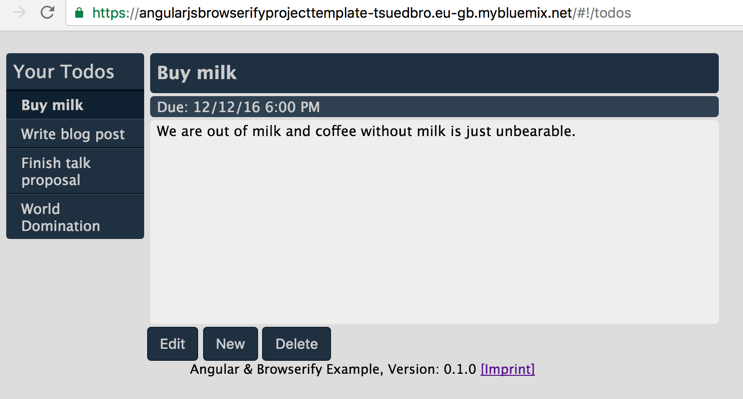 https://angularjsbrowserifyprojecttemplate-tsuedbro.eu-gb.mybluemix.net/#!/todos
Your Todos
Buy milk
Write blog post
Finish talk
proposal
World
Domination
Buy milk
Due: 12/12/16 6:00 PM
We are out of milk and coffee without milk is just unbearable.
Edit New Delete
Angular & Browserify Example, Version: 0.1.0 [Imprint]